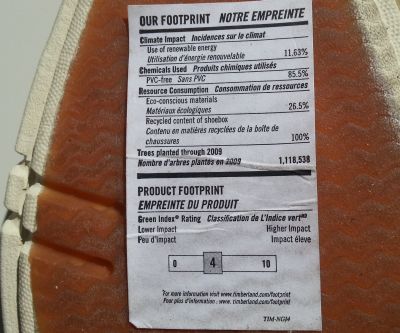 OUR FOOTPRINT NOTRE EMPREINTE
Climate Impact Incidences sur le climat
Use of renewable energy
Utilisation d'énergie renouvelable 11.63%
Chemicals Used Produits chimiques utilisés
PVC-free Sans PVC 85.5%
Resource Consumption Consommation de ressources
Eco-conscious materials
Matériaux écologiques 26.5%
Recycled content of shoebox
Contenu en matières recyclées de la boîte de
chaussures 100%
Trees planted through 2009
Nombre d'arbres plantés en 2009 1,118,538
PRODUCT FOOTPRINT
EMPREINTE DU PRODUIT
Green Index® Rating Classification de L'Indice vertMD
Lower Impact Higher Impact
Peu d'impact Impact éleve
0 4 10
For more information visit www.timberland.com/footprint
Pour plus d'information : www.timberland.com/footprint
TIM-NGI4